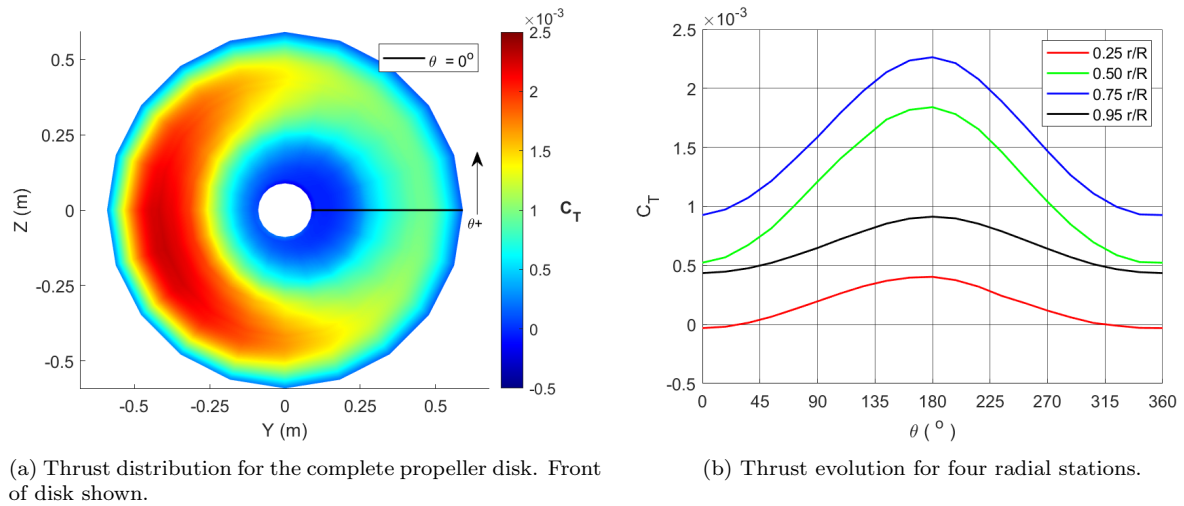 ×10⁻³
2.5
2
1.5
1
0.5
0
-0.5
C_T
θ = 0°
θ+
0.5
0.25
0
-0.25
-0.5
Z (m)
-0.5 -0.25 0 0.25 0.5
Y (m)
×10⁻³
2.5
2
1.5
1
0.5
0
-0.5
C_T
0.25 r/R
0.50 r/R
0.75 r/R
0.95 r/R
0 45 90 135 180 225 270 315 360
θ ( ° )
(a) Thrust distribution for the complete propeller disk. Front
of disk shown.
(b) Thrust evolution for four radial stations.